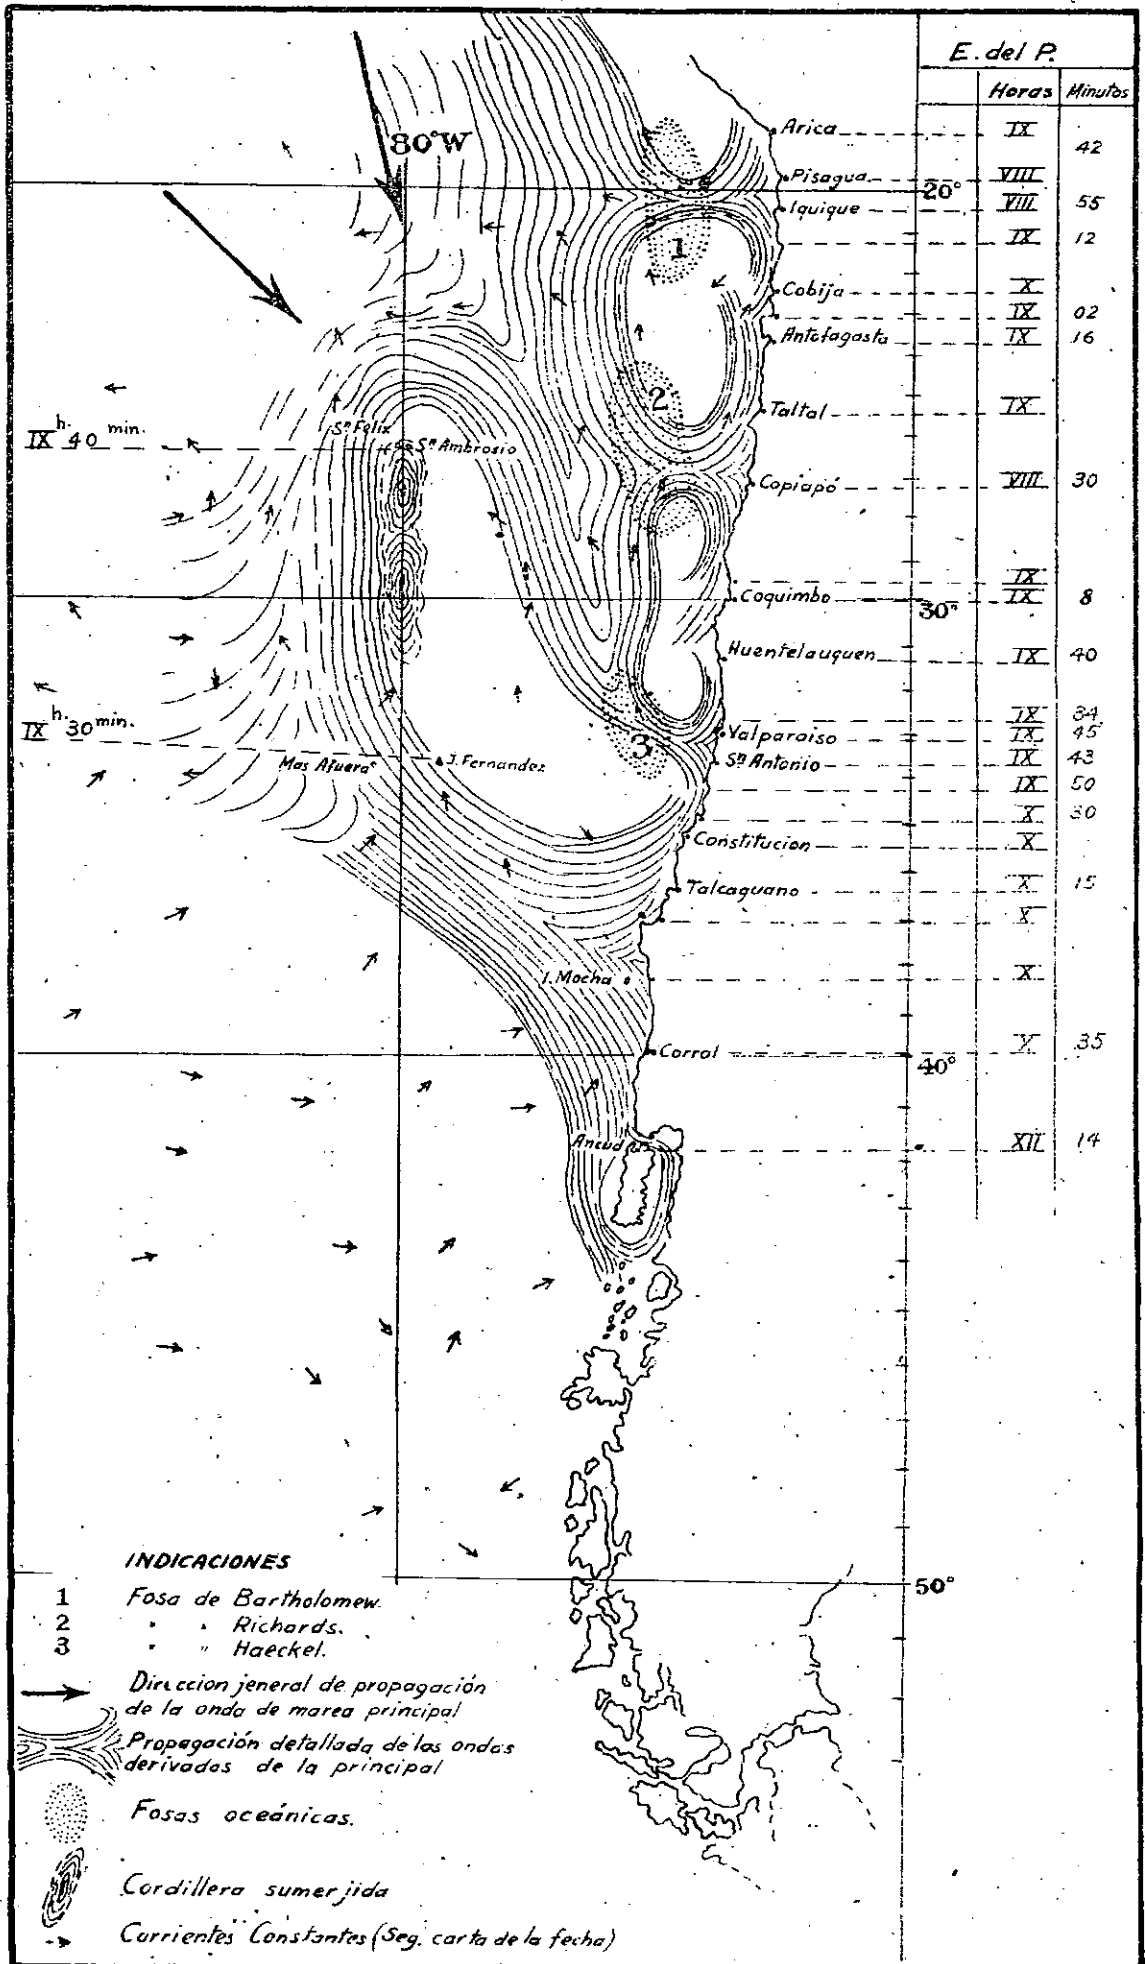 E. del P.
Horas Minutos
80°W
Arica IX 42
Pisagua VIII
20°
Iquique VIII 55
IX 12
1
Cobija X
IX 02
Antofagasta IX 16
2
Taltal IX
Sn Felix
IX h. 40 min.
Sn Ambrosio
Copiapó VIII 30
IX
Coquimbo IX 8
30°
Huentelauquen IX 40
IX 34
IX h. 30 min.
Valparaiso IX 45
3
Mas Afuera J. Fernandez
Sn Antonio IX 43
IX 50
X 30
Constitucion X
Talcaguano X 15
X
I. Mocha X
Corral X 35
40°
Ancud XII 14
50°
INDICACIONES
1 Fosa de Bartholomew.
2 " " Richards.
3 " " Haeckel.
Direccion jeneral de propagación
de la onda de marea principal
Propagación detallada de las ondas
derivadas de la principal
Fosas oceánicas.
Cordillera sumerjida
Currientes Constantes (Seg. carta de la fecha)